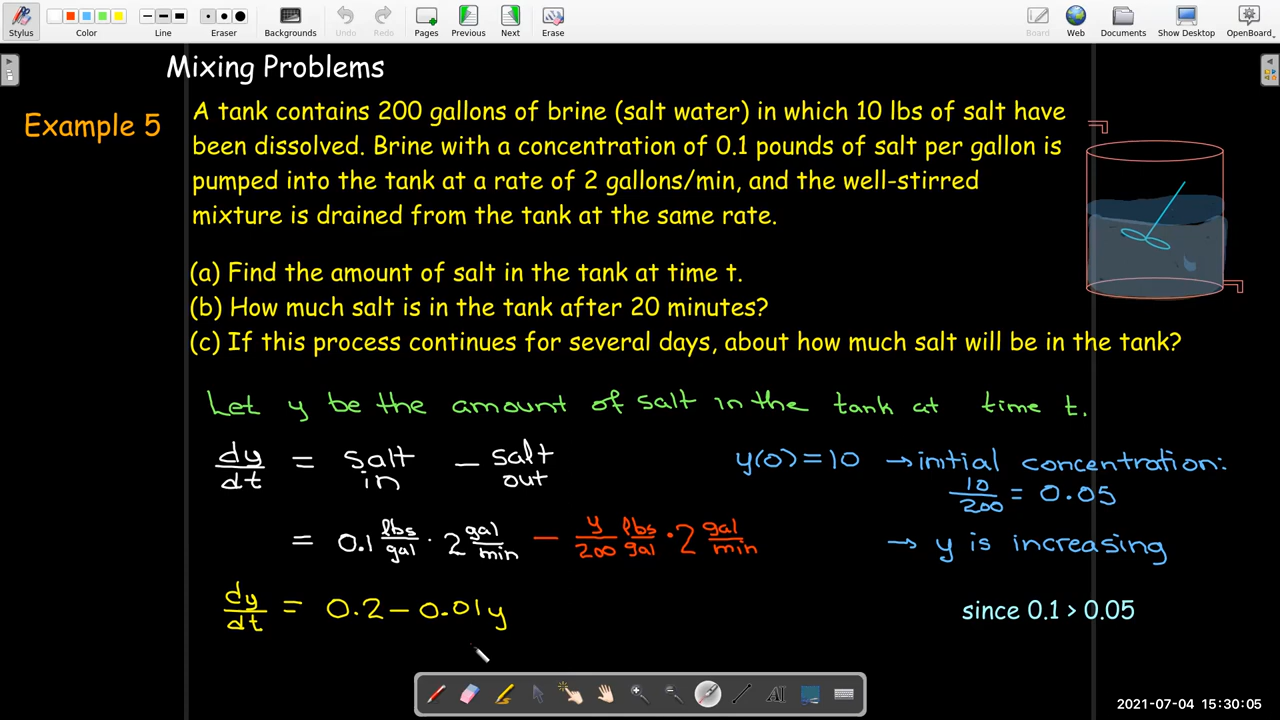 Stylus Color Line Eraser Backgrounds Undo Redo Pages Previous Next Erase Board Web Documents Show Desktop OpenBoard
Mixing Problems
Example 5
A tank contains 200 gallons of brine (salt water) in which 10 lbs of salt have
been dissolved. Brine with a concentration of 0.1 pounds of salt per gallon is
pumped into the tank at a rate of 2 gallons/min, and the well-stirred
mixture is drained from the tank at the same rate.
(a) Find the amount of salt in the tank at time t.
(b) How much salt is in the tank after 20 minutes?
(c) If this process continues for several days, about how much salt will be in the tank?
Let y be the amount of salt in the tank at time t.
dy/dt = salt in − salt out
y(0) = 10 → initial concentration:
10/200 = 0.05
= 0.1 lbs/gal · 2 gal/min − y/200 lbs/gal · 2 gal/min
→ y is increasing
dy/dt = 0.2 − 0.01y
since 0.1 > 0.05
AI
2021-07-04 15:30:05